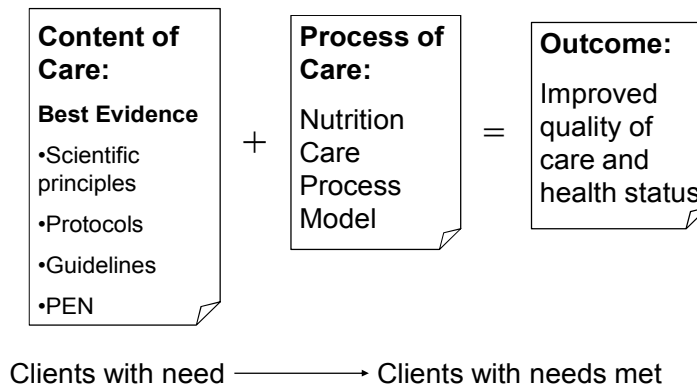 Content of
Care:
Best Evidence
•Scientific
principles
•Protocols
•Guidelines
•PEN
+
Process of
Care:
Nutrition
Care
Process
Model
=
Outcome:
Improved
quality of
care and
health status
Clients with need
Clients with needs met